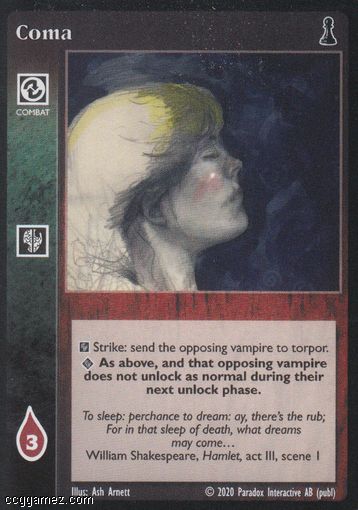 Coma
COMBAT
Strike: send the opposing vampire to torpor.
As above, and that opposing vampire
does not unlock as normal during their
next unlock phase.
To sleep: perchance to dream: ay, there's the rub;
For in that sleep of death, what dreams
may come...
William Shakespeare, Hamlet, act III, scene 1
3
Illus: Ash Arnett © 2020 Paradox Interactive AB (publ)
ccggamez.com